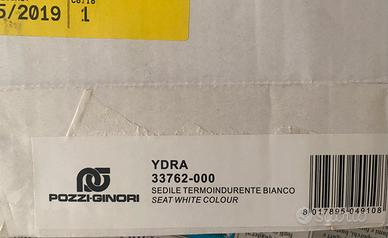 5/2019
1
YDRA
33762-000
POZZI-GINORI
SEDILE TERMOINDURENTE BIANCO
SEAT WHITE COLOUR
8 017895 049108